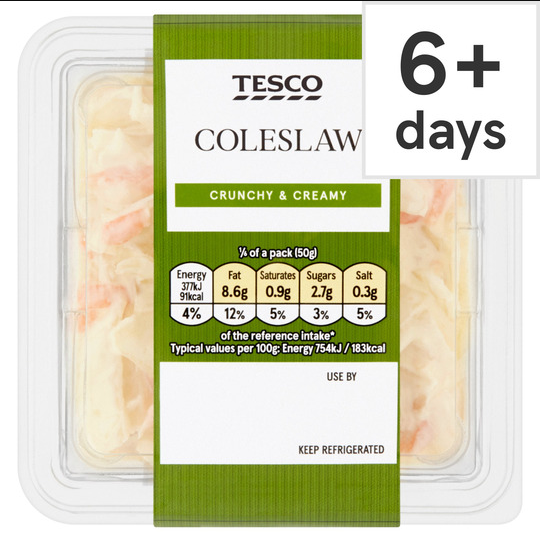 6+
days
TESCO
COLESLAW
CRUNCHY & CREAMY
of a pack (50g)
Energy
377kJ
91kcal
4%
Fat
8.6g
12%
Saturates
0.9g
5%
Sugars
2.7g
3%
Salt
0.3g
5%
of the reference intake*
Typical values per 100g: Energy 754kJ / 183kcal
USE BY
KEEP REFRIGERATED